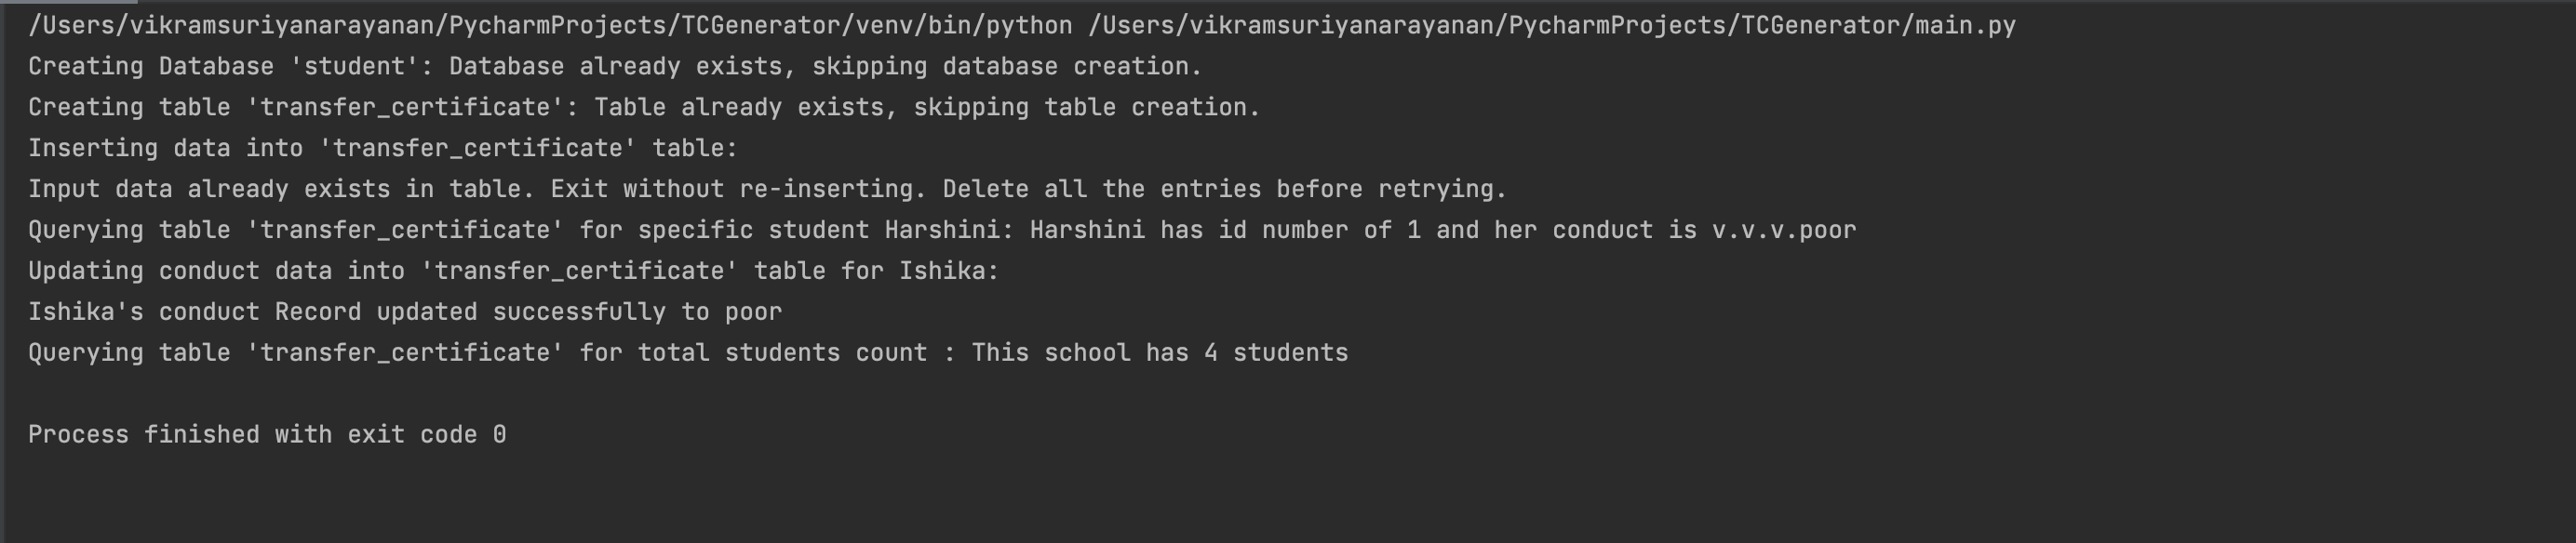 /Users/vikramsuriyanarayanan/PycharmProjects/TCGenerator/venv/bin/python /Users/vikramsuriyanarayanan/PycharmProjects/TCGenerator/main.py
Creating Database 'student': Database already exists, skipping database creation.
Creating table 'transfer_certificate': Table already exists, skipping table creation.
Inserting data into 'transfer_certificate' table:
Input data already exists in table. Exit without re-inserting. Delete all the entries before retrying.
Querying table 'transfer_certificate' for specific student Harshini: Harshini has id number of 1 and her conduct is v.v.v.poor
Updating conduct data into 'transfer_certificate' table for Ishika:
Ishika's conduct Record updated successfully to poor
Querying table 'transfer_certificate' for total students count : This school has 4 students
Process finished with exit code 0